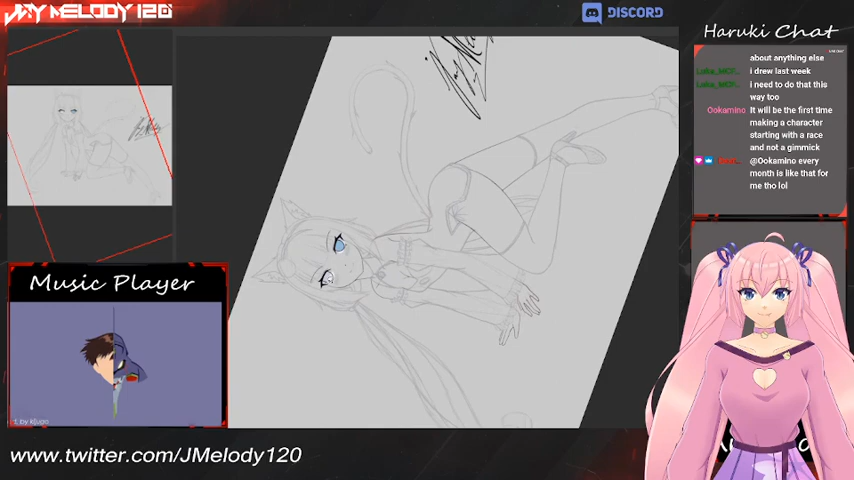 JAY MELODY 120
DISCORD
Haruki Chat
about anything else
i drew last week
i need to do that this
way too
Ookamino It will be the first time
making a character
starting with a race
and not a gimmick
@Ookamino every
month is like that for
me tho lol
Music Player
t, by kijugo
www.twitter.com/JMelody120